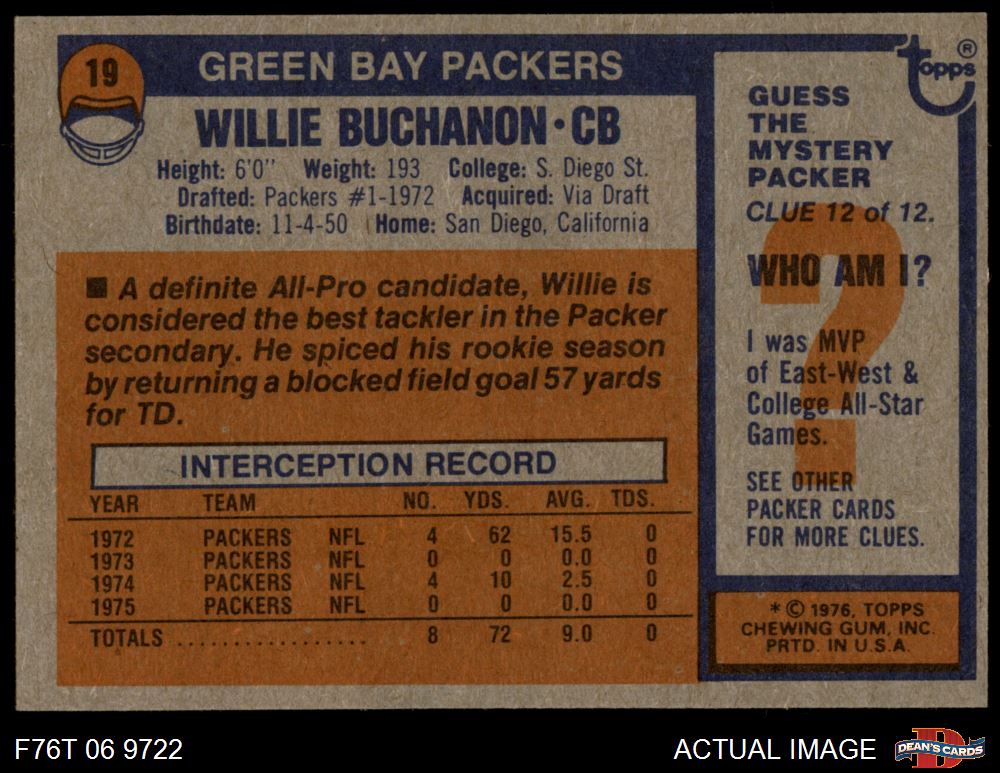 19
GREEN BAY PACKERS
WILLIE BUCHANON • CB
Height: 6'0" Weight: 193 College: S. Diego St.
Drafted: Packers #1-1972 Acquired: Via Draft
Birthdate: 11-4-50 Home: San Diego, California
■ A definite All-Pro candidate, Willie is
considered the best tackler in the Packer
secondary. He spiced his rookie season
by returning a blocked field goal 57 yards
for TD.
INTERCEPTION RECORD
YEAR TEAM NO. YDS. AVG. TDS.
1972 PACKERS NFL 4 62 15.5 0
1973 PACKERS NFL 0 0 0.0 0
1974 PACKERS NFL 4 10 2.5 0
1975 PACKERS NFL 0 0 0.0 0
TOTALS .................. 8 72 9.0 0
topps ®
GUESS
THE
MYSTERY
PACKER
CLUE 12 of 12.
WHO AM I?
?
I was MVP
of East-West &
College All-Star
Games.
SEE OTHER
PACKER CARDS
FOR MORE CLUES.
* © 1976, TOPPS
CHEWING GUM, INC.
PRTD. IN U.S.A.
F76T 06 9722
ACTUAL IMAGE
D
DEAN'S CARDS